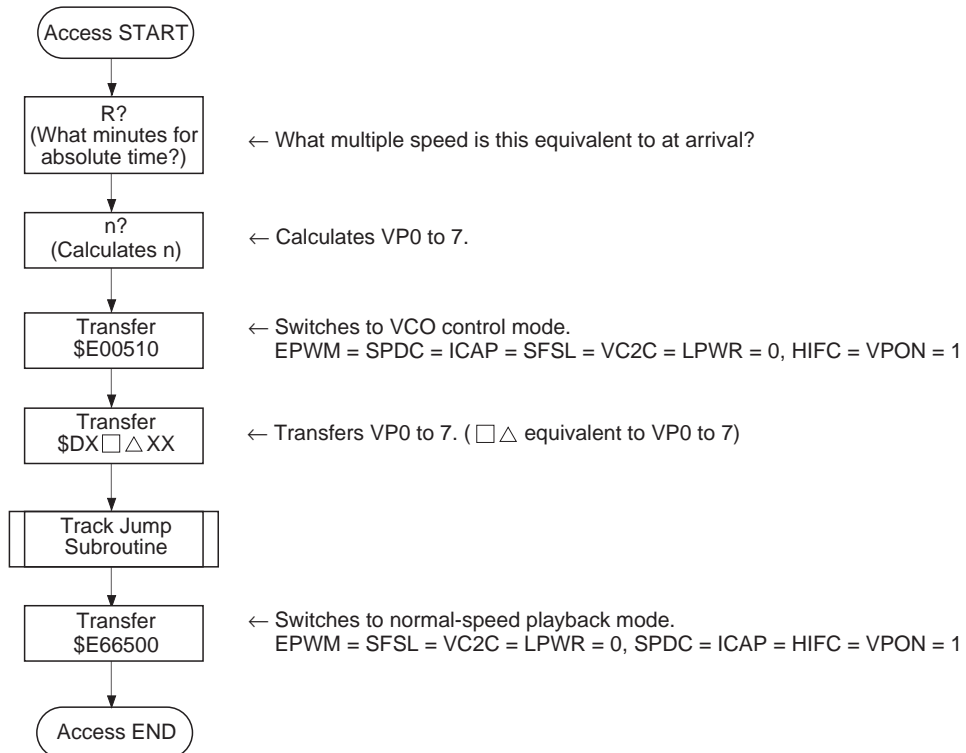 Access START
R?
(What minutes for
absolute time?)
← What multiple speed is this equivalent to at arrival?
n?
(Calculates n)
← Calculates VP0 to 7.
Transfer
$E00510
← Switches to VCO control mode.
EPWM = SPDC = ICAP = SFSL = VC2C = LPWR = 0, HIFC = VPON = 1
Transfer
$DX□△XX
← Transfers VP0 to 7. (□△ equivalent to VP0 to 7)
Track Jump
Subroutine
Transfer
$E66500
← Switches to normal-speed playback mode.
EPWM = SFSL = VC2C = LPWR = 0, SPDC = ICAP = HIFC = VPON = 1
Access END